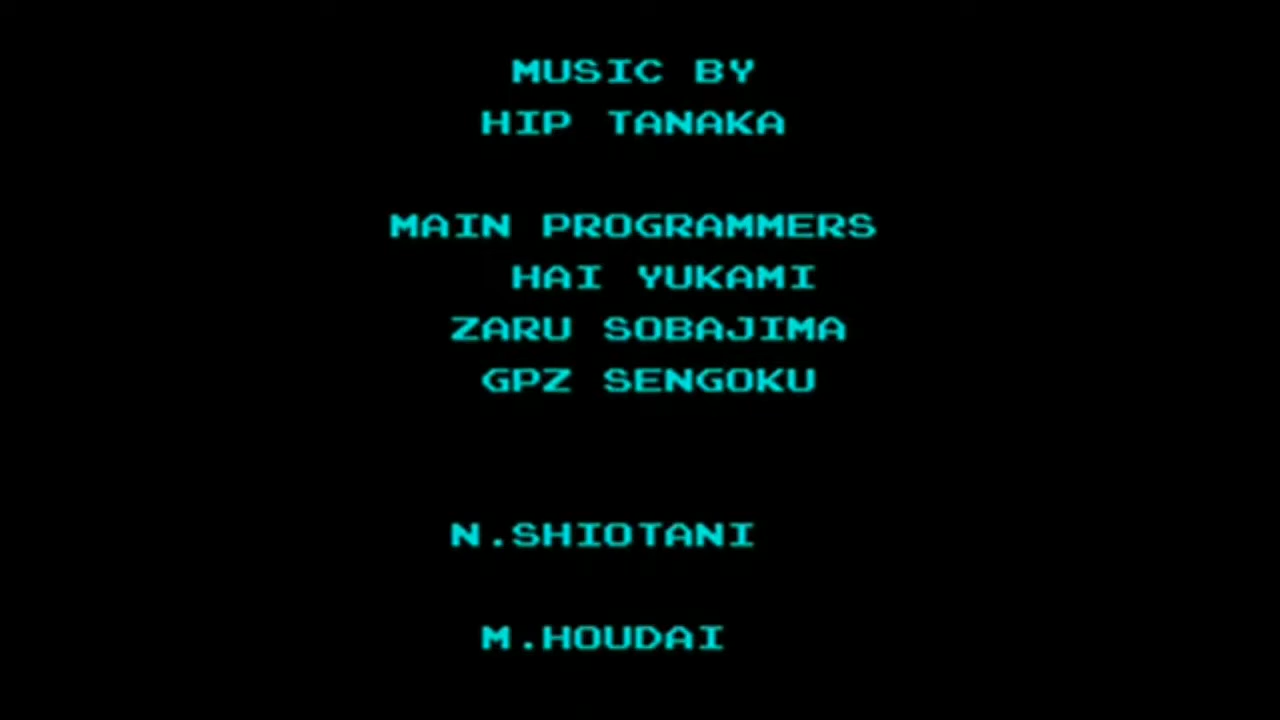 MUSIC BY
HIP TANAKA
MAIN PROGRAMMERS
HAI YUKAMI
ZARU SOBAJIMA
GPZ SENGOKU
N.SHIOTANI
M.HOUDAI